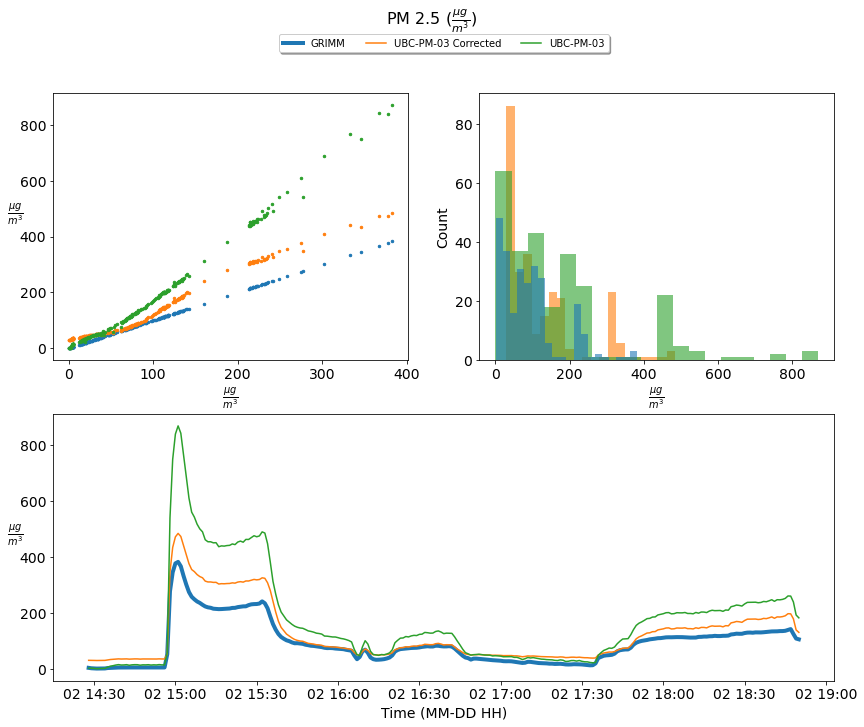 PM 2.5 (μg/m³)
GRIMM UBC-PM-03 Corrected UBC-PM-03
800
600
400
200
0
μg/m³
0 100 200 300 400
μg/m³
80
60
40
20
0
Count
0 200 400 600 800
μg/m³
800
600
400
200
0
μg/m³
02 14:30 02 15:00 02 15:30 02 16:00 02 16:30 02 17:00 02 17:30 02 18:00 02 18:30 02 19:00
Time (MM-DD HH)